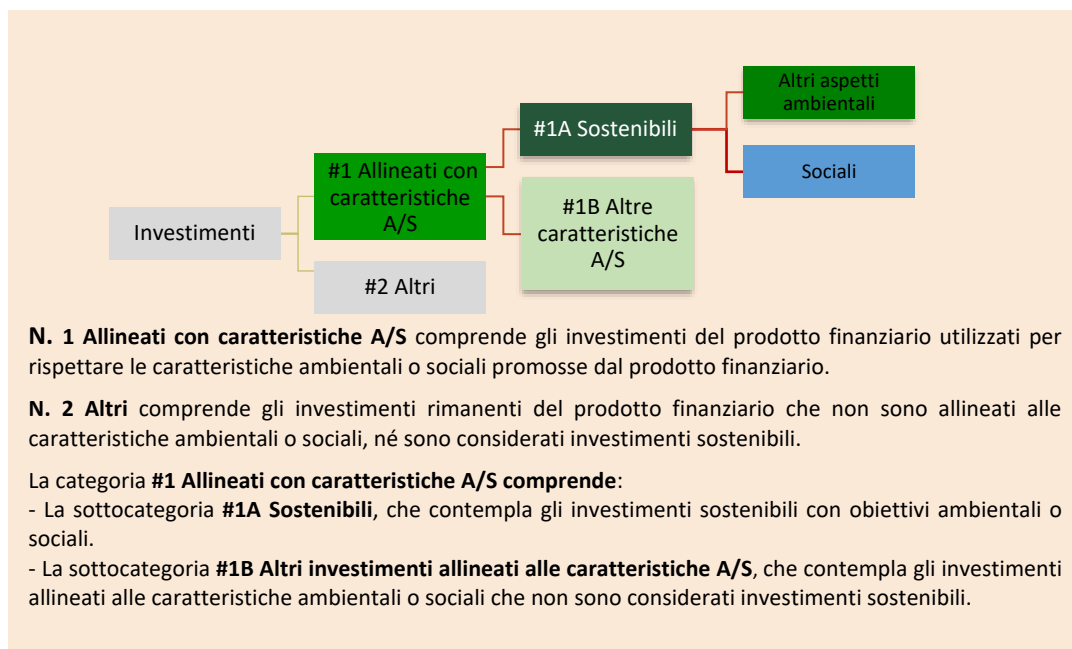 Altri aspetti
ambientali
#1A Sostenibili
#1 Allineati con
caratteristiche
A/S
Sociali
#1B Altre
caratteristiche
A/S
Investimenti
#2 Altri
N. 1 Allineati con caratteristiche A/S comprende gli investimenti del prodotto finanziario utilizzati per
rispettare le caratteristiche ambientali o sociali promosse dal prodotto finanziario.
N. 2 Altri comprende gli investimenti rimanenti del prodotto finanziario che non sono allineati alle
caratteristiche ambientali o sociali, né sono considerati investimenti sostenibili.
La categoria #1 Allineati con caratteristiche A/S comprende:
- La sottocategoria #1A Sostenibili, che contempla gli investimenti sostenibili con obiettivi ambientali o
sociali.
- La sottocategoria #1B Altri investimenti allineati alle caratteristiche A/S, che contempla gli investimenti
allineati alle caratteristiche ambientali o sociali che non sono considerati investimenti sostenibili.